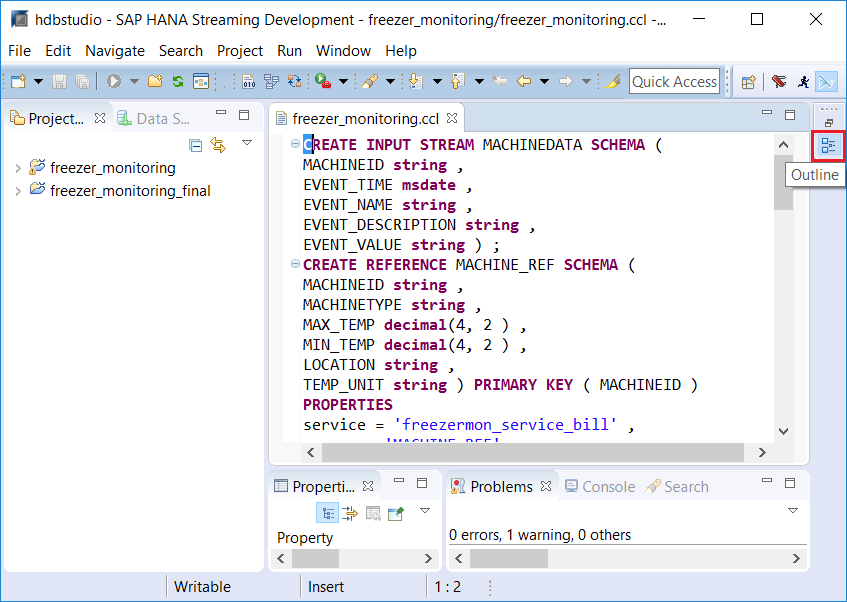 hdbstudio - SAP HANA Streaming Development - freezer_monitoring/freezer_monitoring.ccl -...
File Edit Navigate Search Project Run Window Help
Quick Access
Project... Data S...
freezer_monitoring
freezer_monitoring_final
freezer_monitoring.ccl
CREATE INPUT STREAM MACHINEDATA SCHEMA (
MACHINEID string ,
EVENT_TIME msdate ,
EVENT_NAME string ,
EVENT_DESCRIPTION string ,
EVENT_VALUE string ) ;
CREATE REFERENCE MACHINE_REF SCHEMA (
MACHINEID string ,
MACHINETYPE string ,
MAX_TEMP decimal(4, 2 ) ,
MIN_TEMP decimal(4, 2 ) ,
LOCATION string ,
TEMP_UNIT string ) PRIMARY KEY ( MACHINEID )
PROPERTIES
service = 'freezermon_service_bill' ,
'MACHINE_REF'
Outline
Properti...
Property
Problems Console Search
0 errors, 1 warning, 0 others
Writable Insert 1 : 2